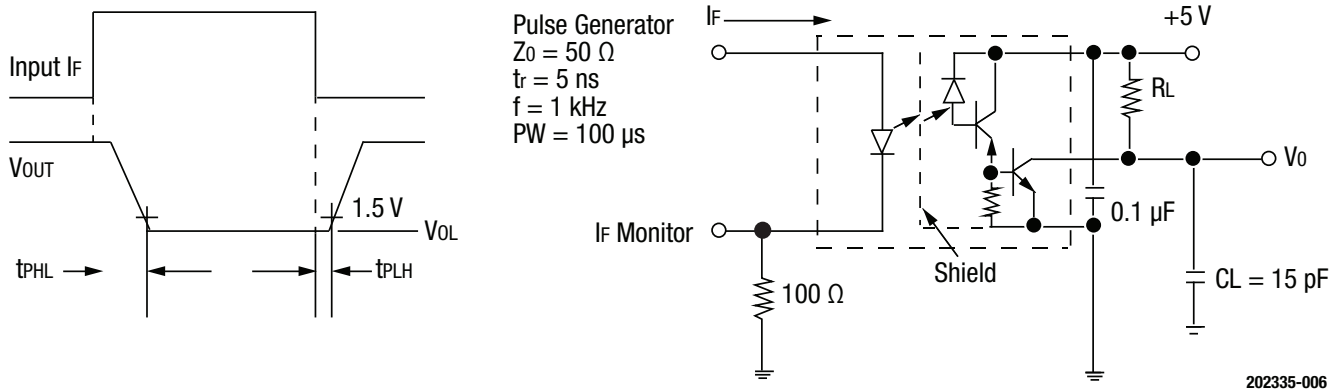 Input IF
VOUT
1.5 V
VOL
tPHL
tPLH
Pulse Generator
Z0 = 50 Ω
tr = 5 ns
f = 1 kHz
PW = 100 µs
IF
+5 V
RL
V0
IF Monitor
0.1 µF
Shield
100 Ω
CL = 15 pF
202335-006